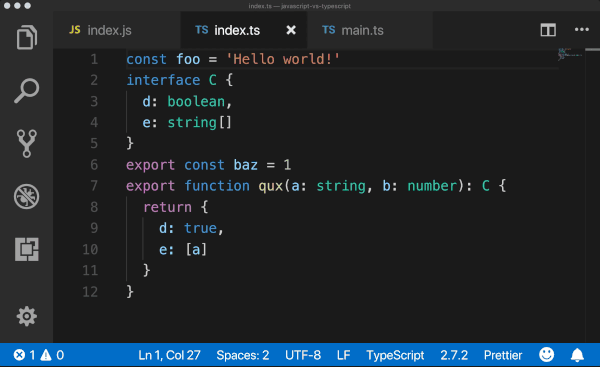 index.ts — javascript-vs-typescript
JS index.js TS index.ts × TS main.ts
1 const foo = 'Hello world!'
2 interface C {
3 d: boolean,
4 e: string[]
5 }
6 export const baz = 1
7 export function qux(a: string, b: number): C {
8 return {
9 d: true,
10 e: [a]
11 }
12 }
1 0 Ln 1, Col 27 Spaces: 2 UTF-8 LF TypeScript 2.7.2 Prettier